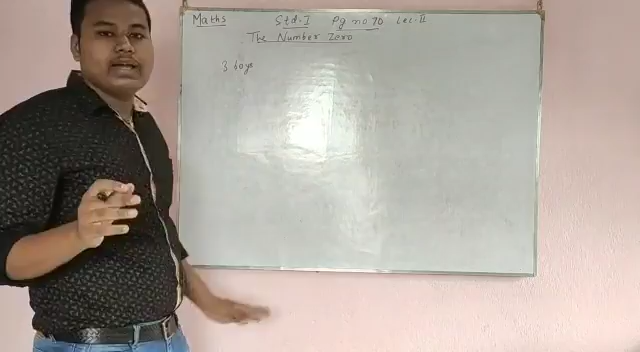 Maths Std. I Pg no 70 Lec. II
The Number Zero
3 boys